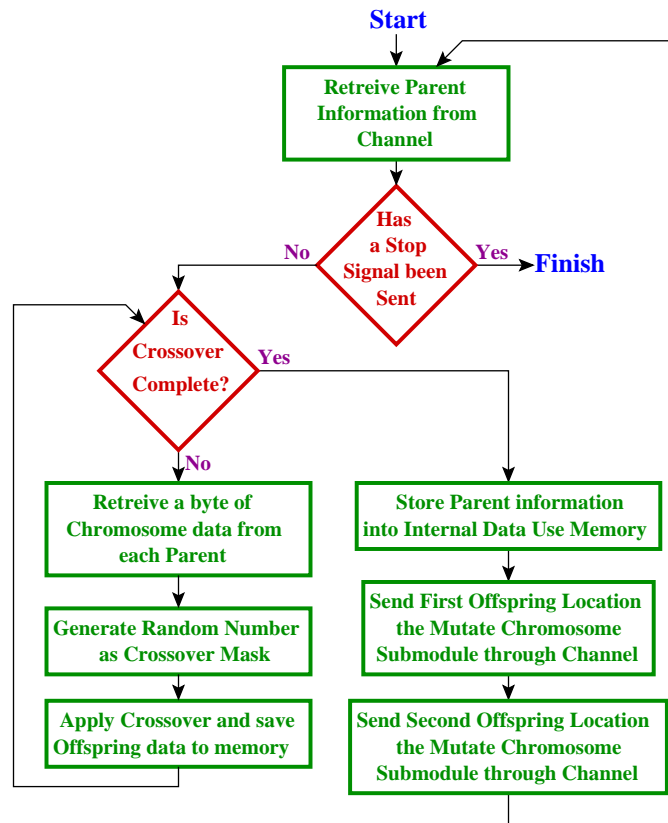 Start
Retreive Parent
Information from
Channel
Has
a Stop
Signal been
Sent
No
Yes
Finish
Is
Crossover
Complete?
Yes
No
Retreive a byte of
Chromosome data from
each Parent
Generate Random Number
as Crossover Mask
Apply Crossover and save
Offspring data to memory
Store Parent information
into Internal Data Use Memory
Send First Offspring Location
the Mutate Chromosome
Submodule through Channel
Send Second Offspring Location
the Mutate Chromosome
Submodule through Channel